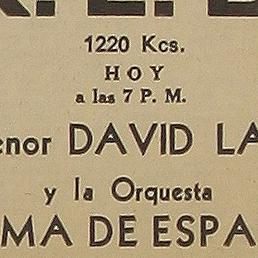 1220 Kcs.
HOY
a las 7 P. M.
enor DAVID LA
y la Orquesta
MA DE ESPA